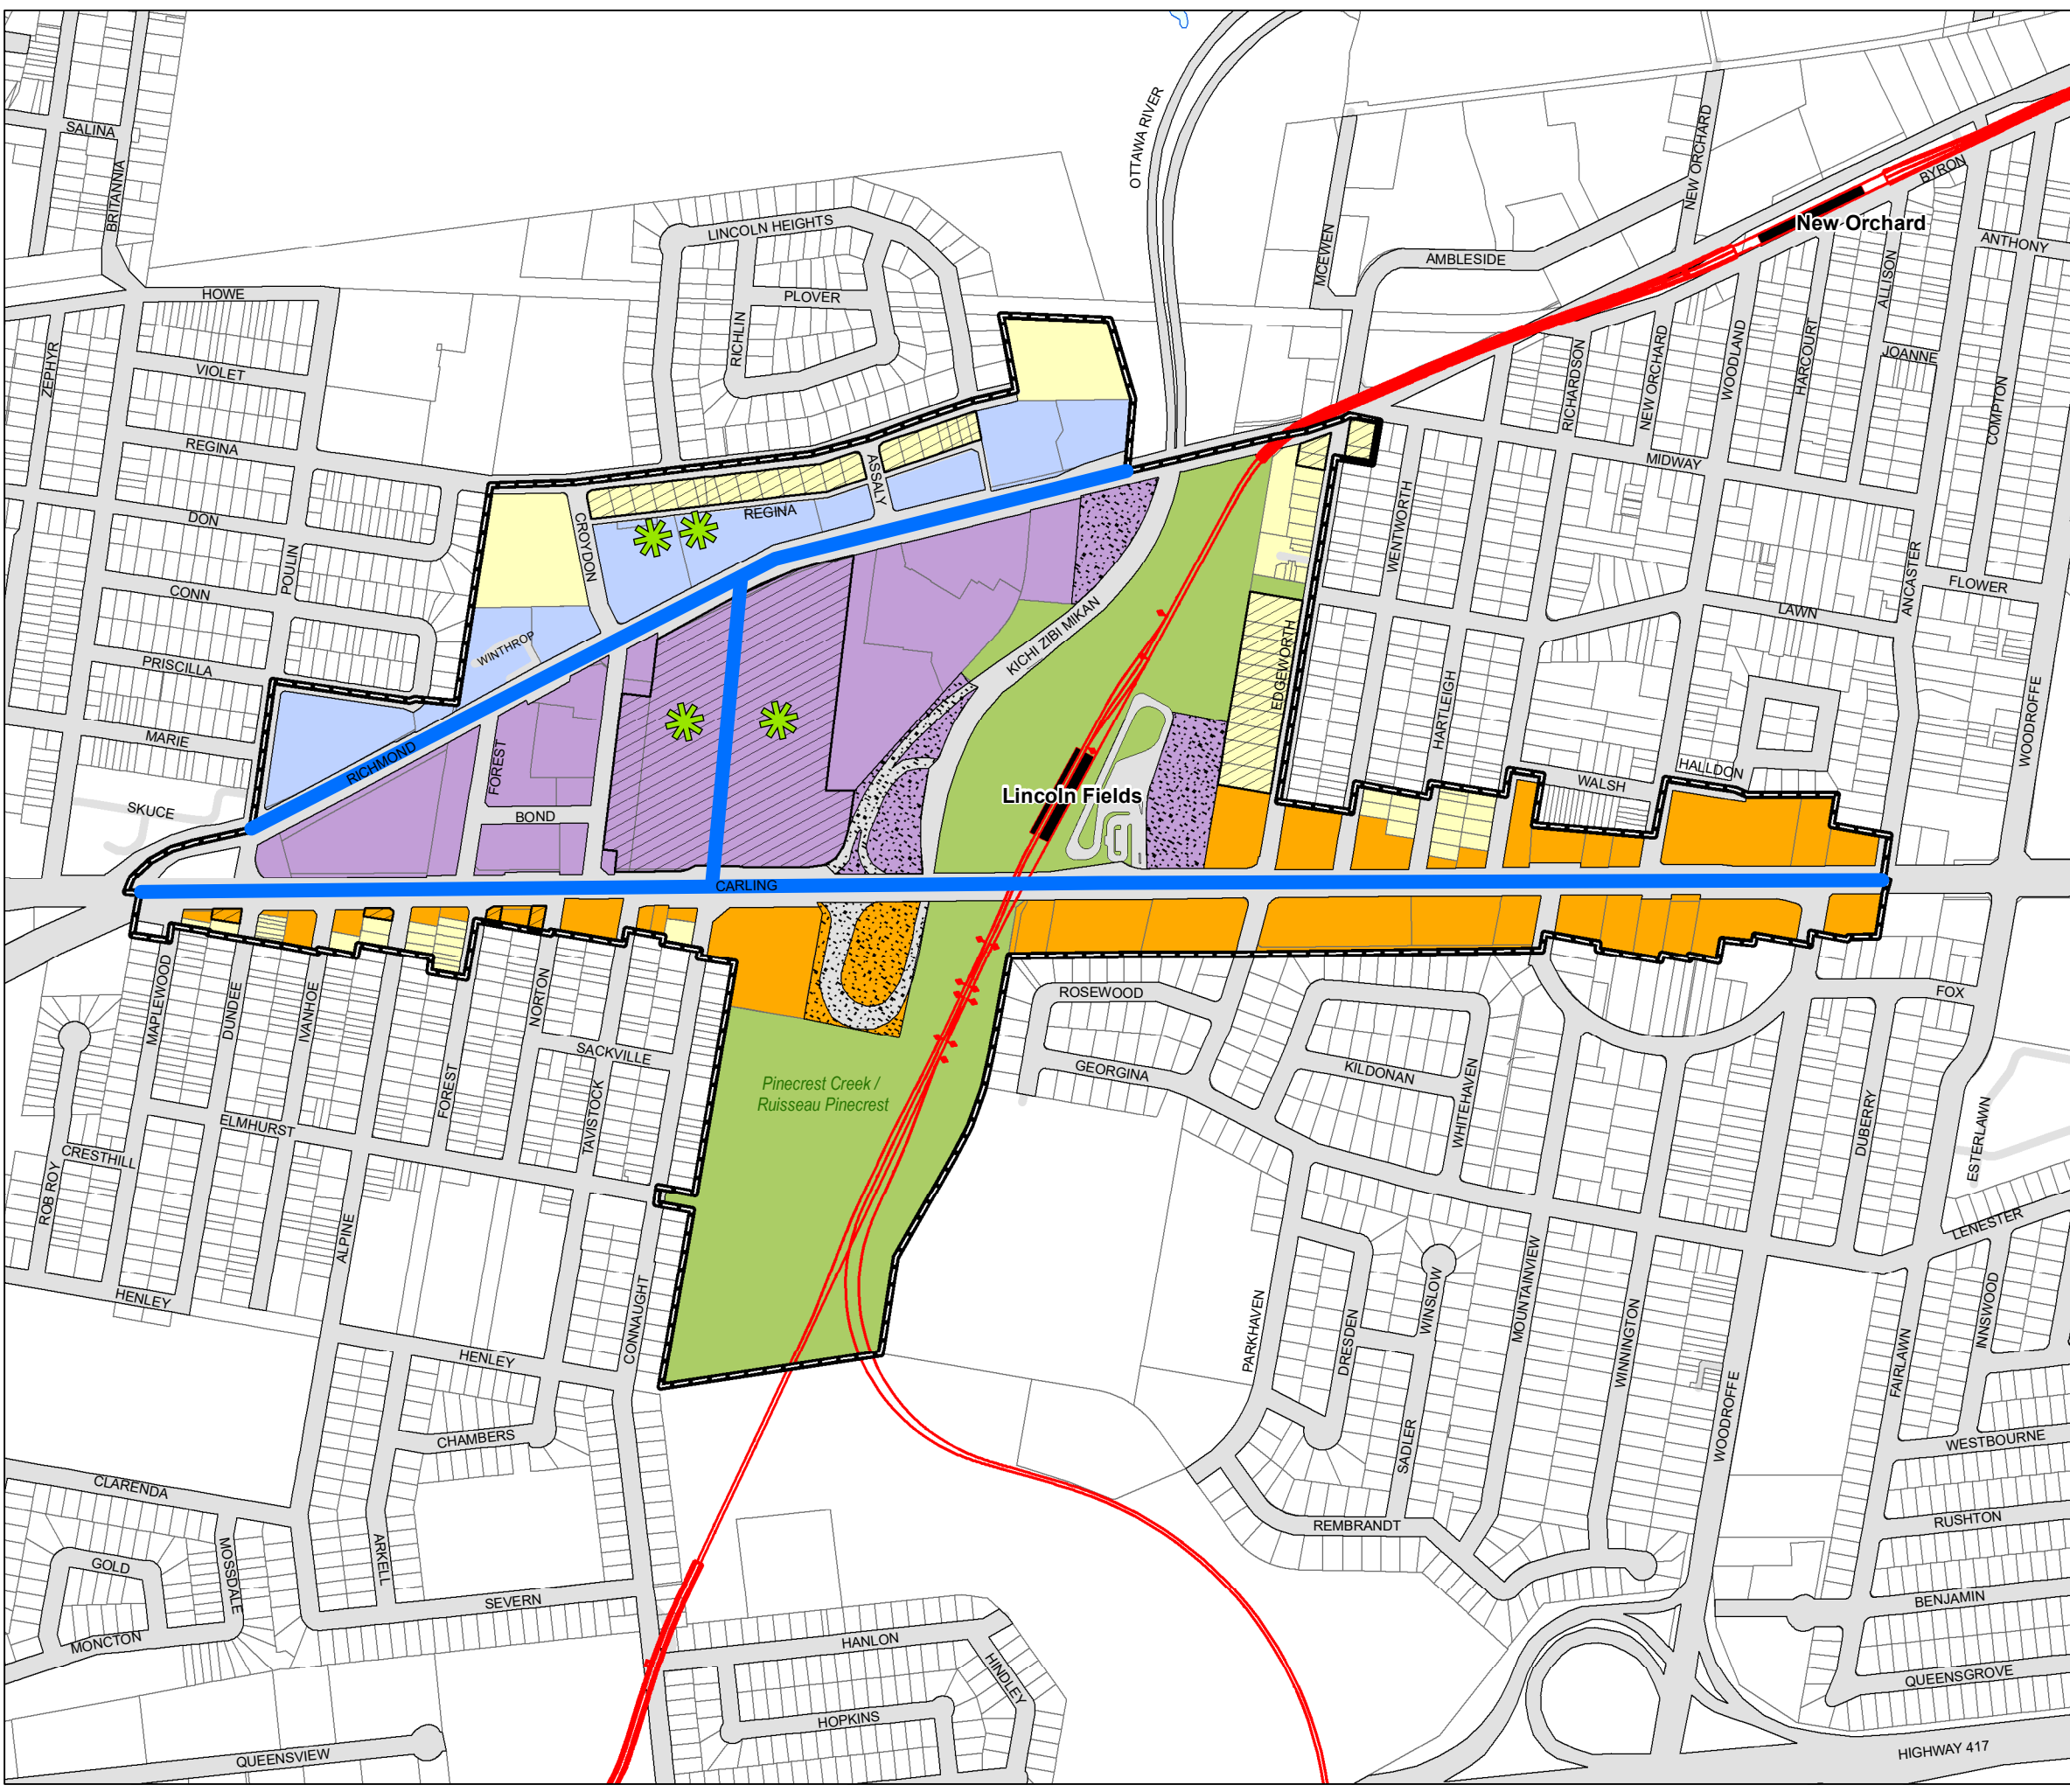 SALINA
BRITANNIA
OTTAWA RIVER
NEW ORCHARD
BYRON
New Orchard
LINCOLN HEIGHTS
MCEWEN
AMBLESIDE
ANTHONY
ALLISON
HOWE
PLOVER
RICHLIN
ZEPHYR
VIOLET
RICHARDSON
NEW ORCHARD
WOODLAND
HARCOURT
JOANNE
COMPTON
REGINA
ASSALY
MIDWAY
DON
CROYDON
REGINA
WENTWORTH
POULIN
CONN
ANCASTER
FLOWER
LAWN
KICHI ZIBI MIKAN
WINTHROP
PRISCILLA
EDGEWORTH
HARTLEIGH
WOODROFFE
MARIE
RICHMOND
FOREST
HALLDON
WALSH
SKUCE
BOND
Lincoln Fields
CARLING
MAPLEWOOD
DUNDEE
IVANHOE
NORTON
ROSEWOOD
FOX
SACKVILLE
GEORGINA
KILDONAN
Pinecrest Creek /
Ruisseau Pinecrest
FOREST
TAVISTOCK
WHITEHAVEN
DUBERRY
ESTERLAWN
ELMHURST
CRESTHILL
ROB ROY
ALPINE
LENESTER
HENLEY
CONNAUGHT
PARKHAVEN
DRESDEN
WINSLOW
MOUNTAINVIEW
WINNINGTON
INNSWOOD
FAIRLAWN
HENLEY
WOODROFFE
CHAMBERS
SADLER
WESTBOURNE
CLARENDA
REMBRANDT
RUSHTON
GOLD
MOSSDALE
ARKELL
SEVERN
BENJAMIN
MONCTON
HANLON
HINDLEY
QUEENSGROVE
HOPKINS
QUEENSVIEW
HIGHWAY 417